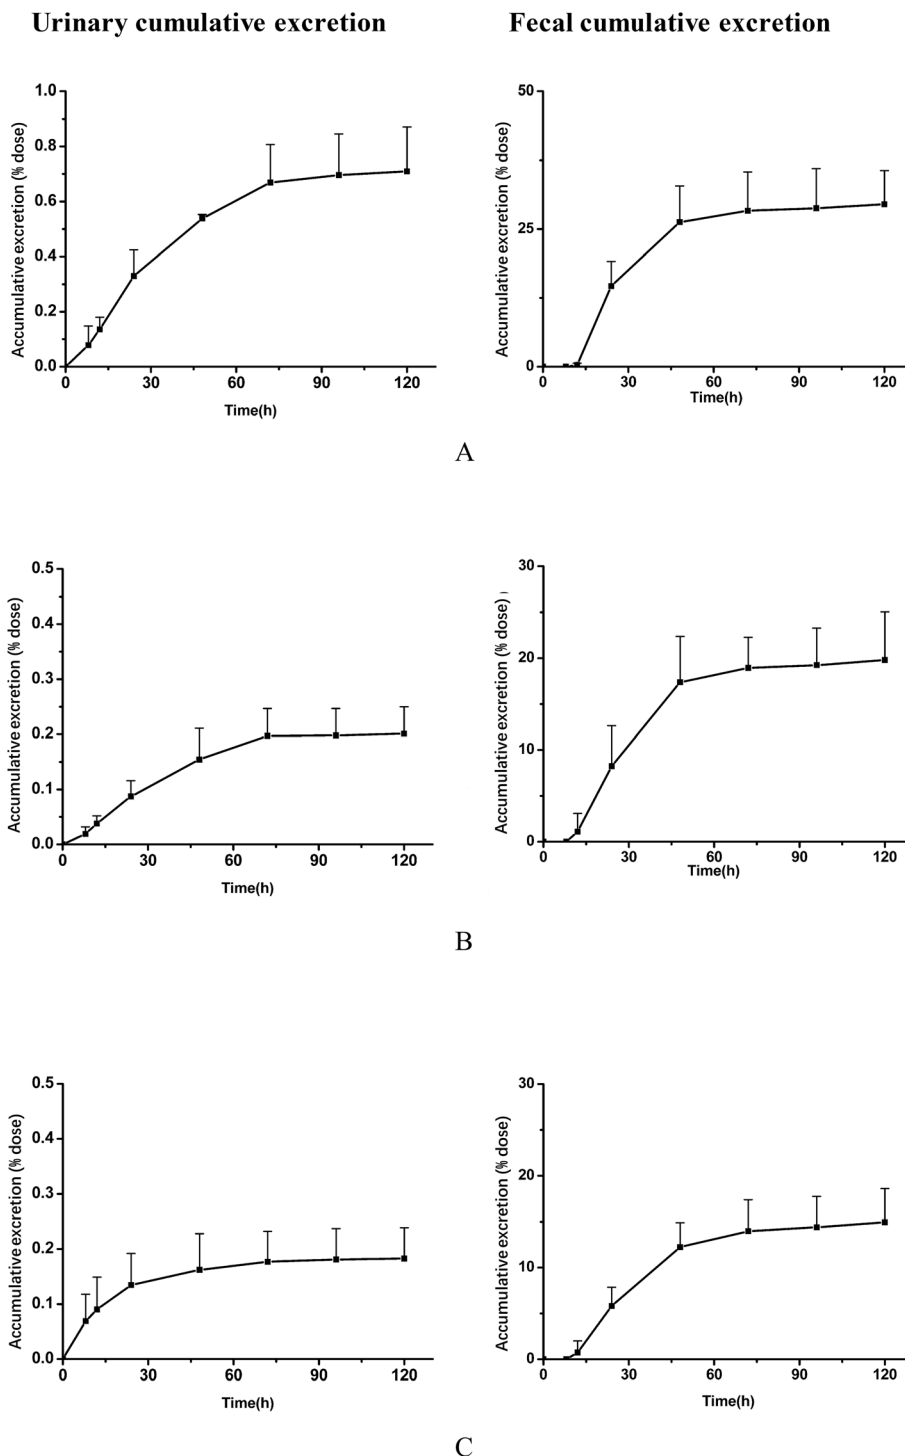 Urinary cumulative excretion
Fecal cumulative excretion
Accumulative excretion (% dose)
1.0
0.8
0.6
0.4
0.2
0.0
0 30 60 90 120
Time(h)
Accumulative excretion (% dose)
50
25
0
0 30 60 90 120
Time(h)
A
Accumulative excretion (% dose)
0.5
0.4
0.3
0.2
0.1
0.0
0 30 60 90 120
Time(h)
Accumulative excretion (% dose)
30
20
10
0
0 30 60 90 120
Time(h)
B
Accumulative excretion (% dose)
0.5
0.4
0.3
0.2
0.1
0.0
0 30 60 90 120
Time(h)
Accumulative excretion (% dose)
30
20
10
0
0 30 60 90 120
Time(h)
C